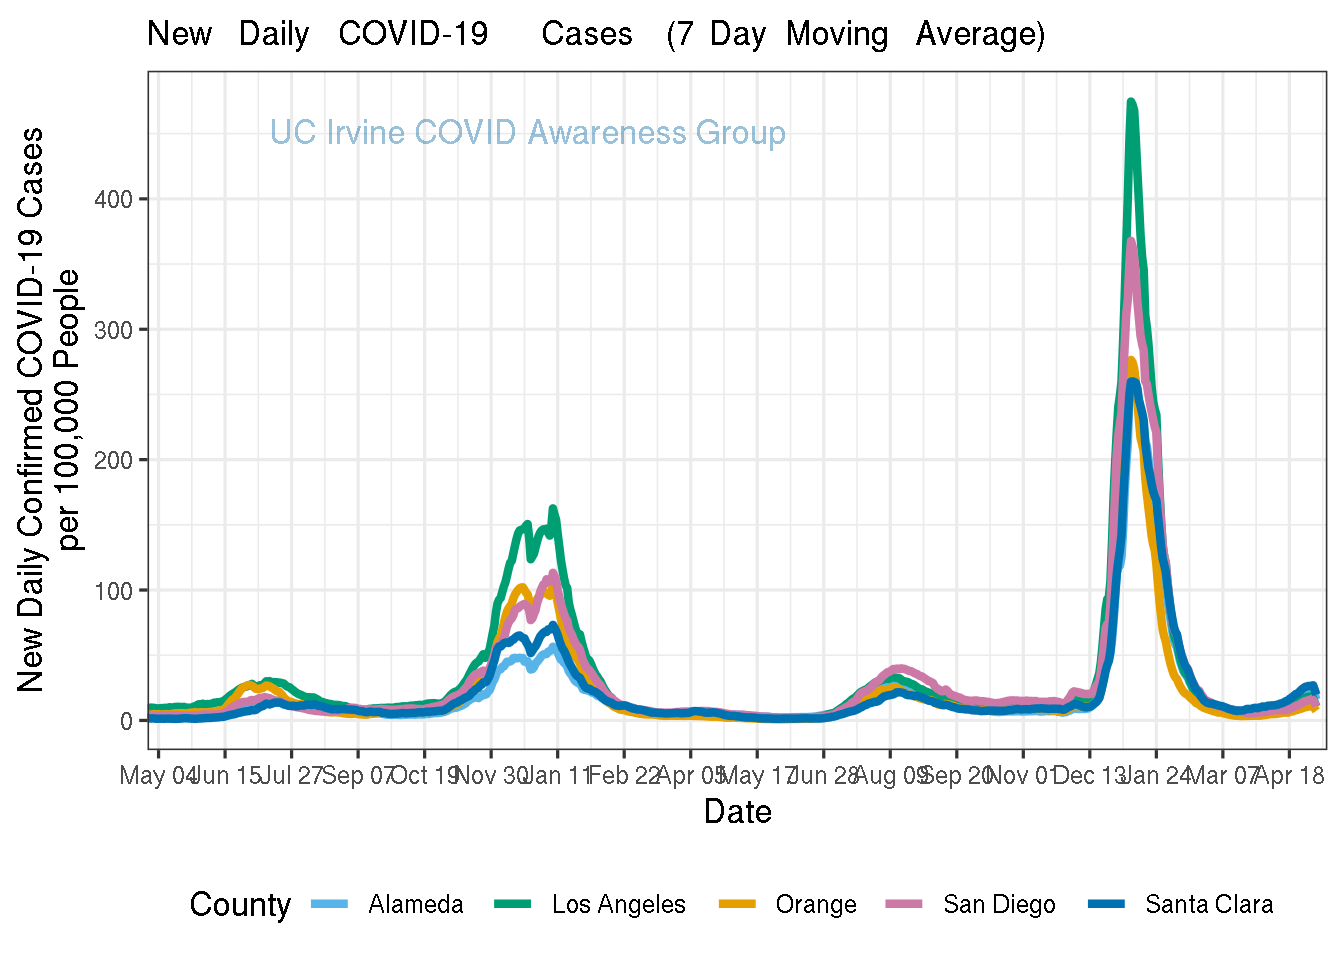 New Daily COVID-19 Cases (7 Day Moving Average)
UC Irvine COVID Awareness Group
New Daily Confirmed COVID-19 Cases
per 100,000 People
400
300
200
100
0
May 04 Jun 15 Jul 27 Sep 07 Oct 19 Nov 30 Jan 11 Feb 22 Apr 05 May 17 Jun 28 Aug 09 Sep 20 Nov 01 Dec 13 Jan 24 Mar 07 Apr 18
Date
County Alameda Los Angeles Orange San Diego Santa Clara